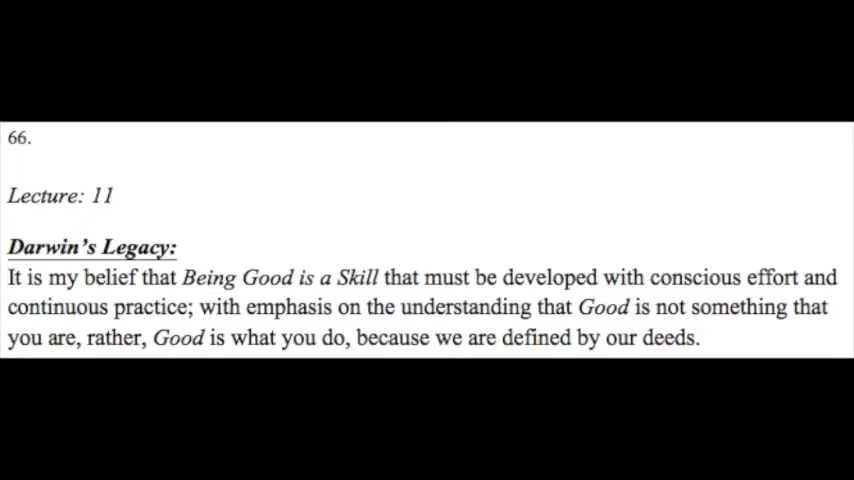 66.
Lecture: 11
Darwin’s Legacy:
It is my belief that Being Good is a Skill that must be developed with conscious effort and
continuous practice; with emphasis on the understanding that Good is not something that
you are, rather, Good is what you do, because we are defined by our deeds.